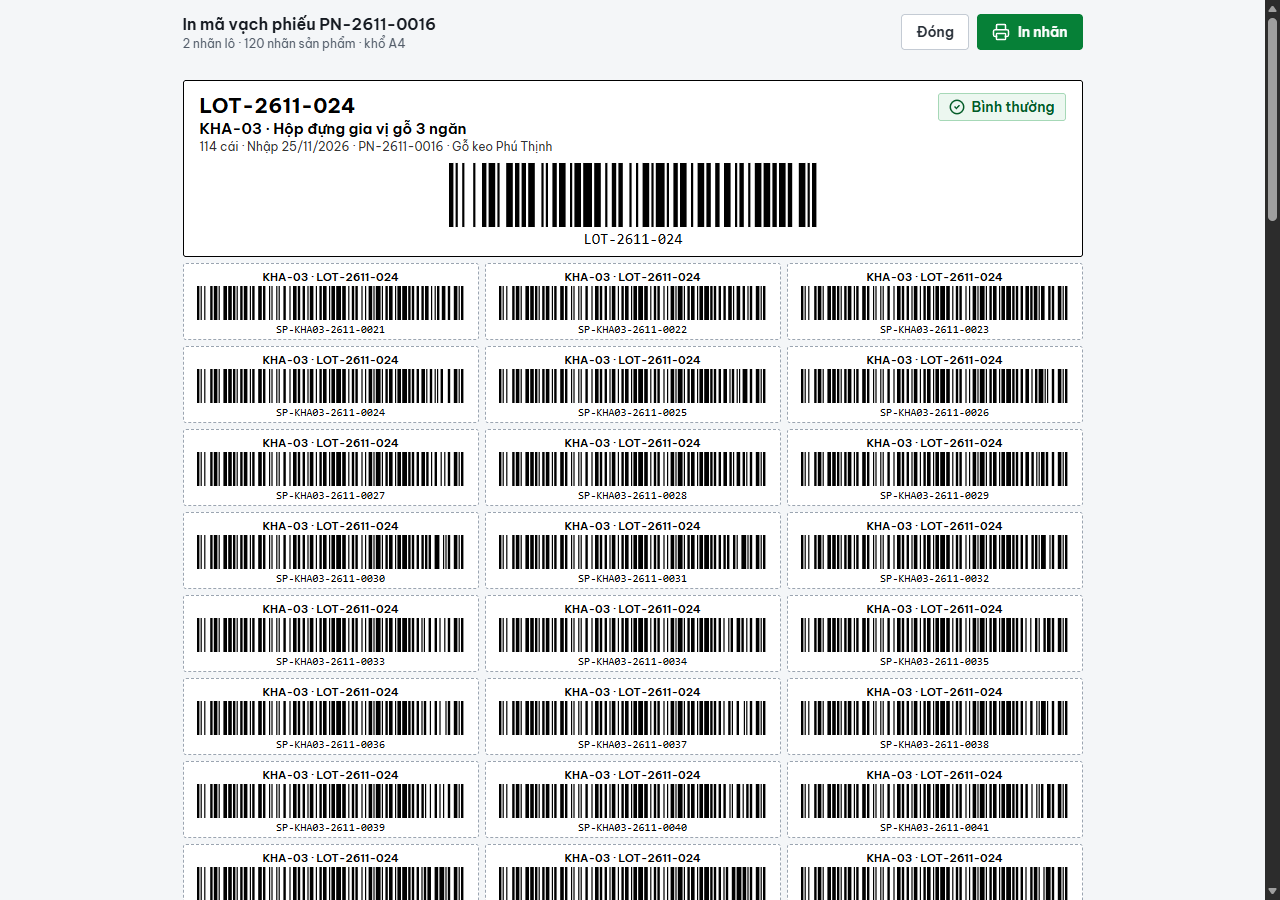 In mã vạch phiếu PN-2611-0016
2 nhãn lô · 120 nhãn sản phẩm · khổ A4
Đóng
In nhãn
LOT-2611-024
Bình thường
KHA-03 · Hộp đựng gia vị gỗ 3 ngăn
114 cái · Nhập 25/11/2026 · PN-2611-0016 · Gỗ keo Phú Thịnh
LOT-2611-024
KHA-03 · LOT-2611-024 KHA-03 · LOT-2611-024 KHA-03 · LOT-2611-024
SP-KHA03-2611-0021 SP-KHA03-2611-0022 SP-KHA03-2611-0023
KHA-03 · LOT-2611-024 KHA-03 · LOT-2611-024 KHA-03 · LOT-2611-024
SP-KHA03-2611-0024 SP-KHA03-2611-0025 SP-KHA03-2611-0026
KHA-03 · LOT-2611-024 KHA-03 · LOT-2611-024 KHA-03 · LOT-2611-024
SP-KHA03-2611-0027 SP-KHA03-2611-0028 SP-KHA03-2611-0029
KHA-03 · LOT-2611-024 KHA-03 · LOT-2611-024 KHA-03 · LOT-2611-024
SP-KHA03-2611-0030 SP-KHA03-2611-0031 SP-KHA03-2611-0032
KHA-03 · LOT-2611-024 KHA-03 · LOT-2611-024 KHA-03 · LOT-2611-024
SP-KHA03-2611-0033 SP-KHA03-2611-0034 SP-KHA03-2611-0035
KHA-03 · LOT-2611-024 KHA-03 · LOT-2611-024 KHA-03 · LOT-2611-024
SP-KHA03-2611-0036 SP-KHA03-2611-0037 SP-KHA03-2611-0038
KHA-03 · LOT-2611-024 KHA-03 · LOT-2611-024 KHA-03 · LOT-2611-024
SP-KHA03-2611-0039 SP-KHA03-2611-0040 SP-KHA03-2611-0041
KHA-03 · LOT-2611-024 KHA-03 · LOT-2611-024 KHA-03 · LOT-2611-024